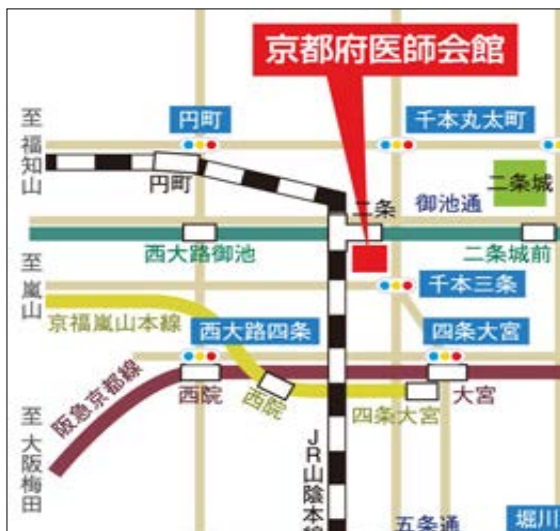 京都府医師会館
至福知山
円町
千本丸太町
円町
二条城
二条
御池通
西大路御池
二条城前
至嵐山
千本三条
京福嵐山本線
西大路四条
四条大宮
阪急京都線
西院
西院
大宮
四条大宮
至大阪梅田
JR山陰本線
五条通
堀川